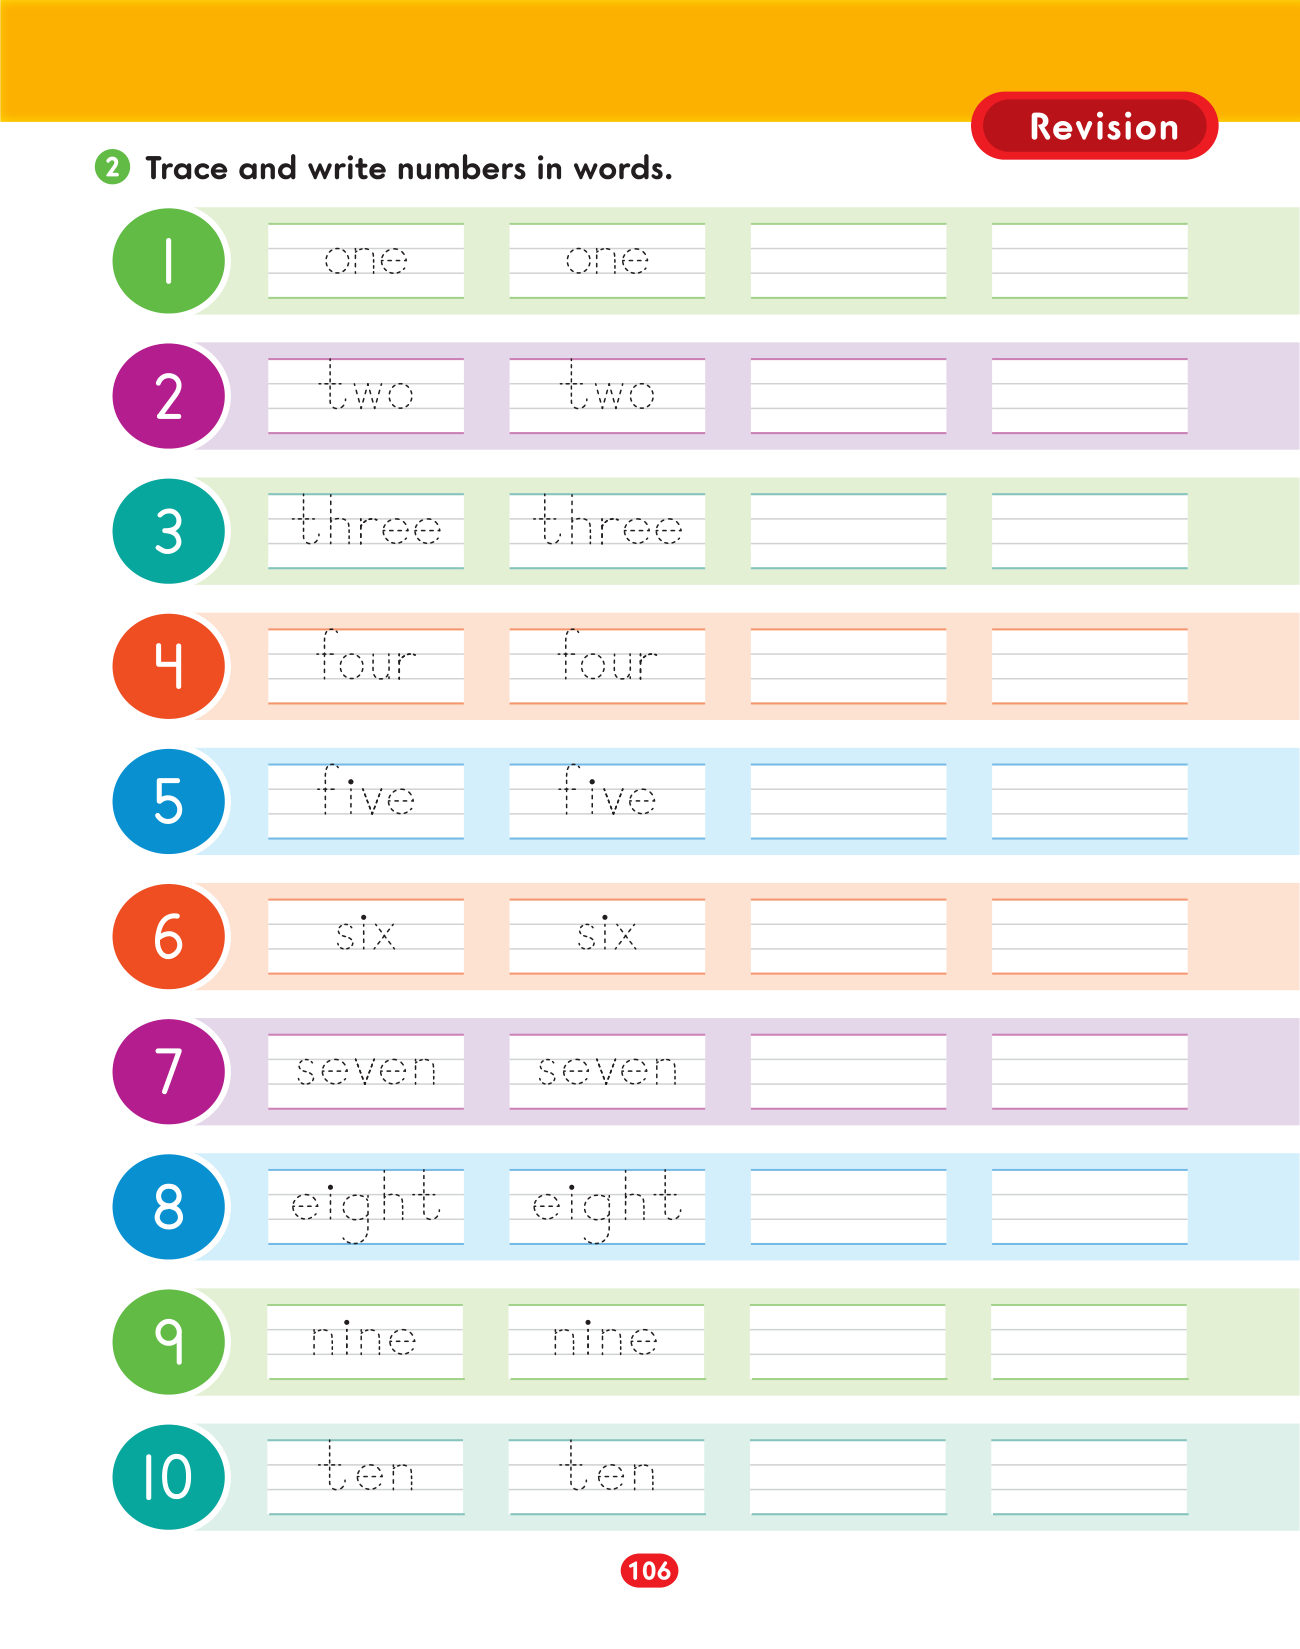 Revision
2 Trace and write numbers in words.
1 one one
2 two two
3 three three
4 four four
5 five five
6 six six
7 seven seven
8 eight eight
9 nine nine
10 ten ten
106